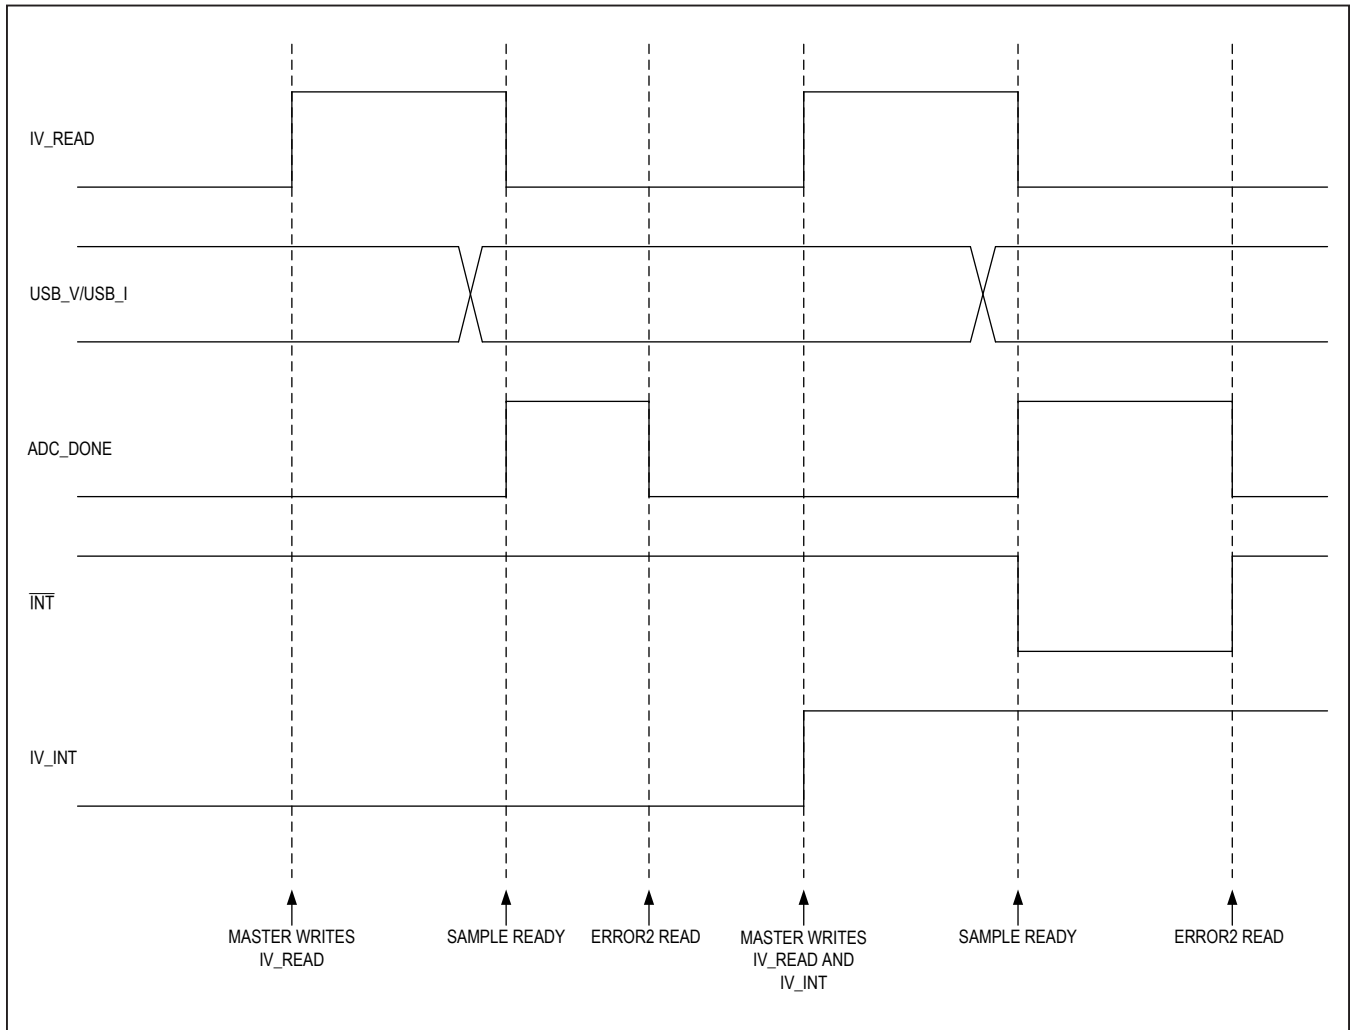 IV_READ
USB_V/USB_I
ADC_DONE
I̅N̅T̅
IV_INT
MASTER WRITES
IV_READ
SAMPLE READY
ERROR2 READ
MASTER WRITES
IV_READ AND
IV_INT
SAMPLE READY
ERROR2 READ